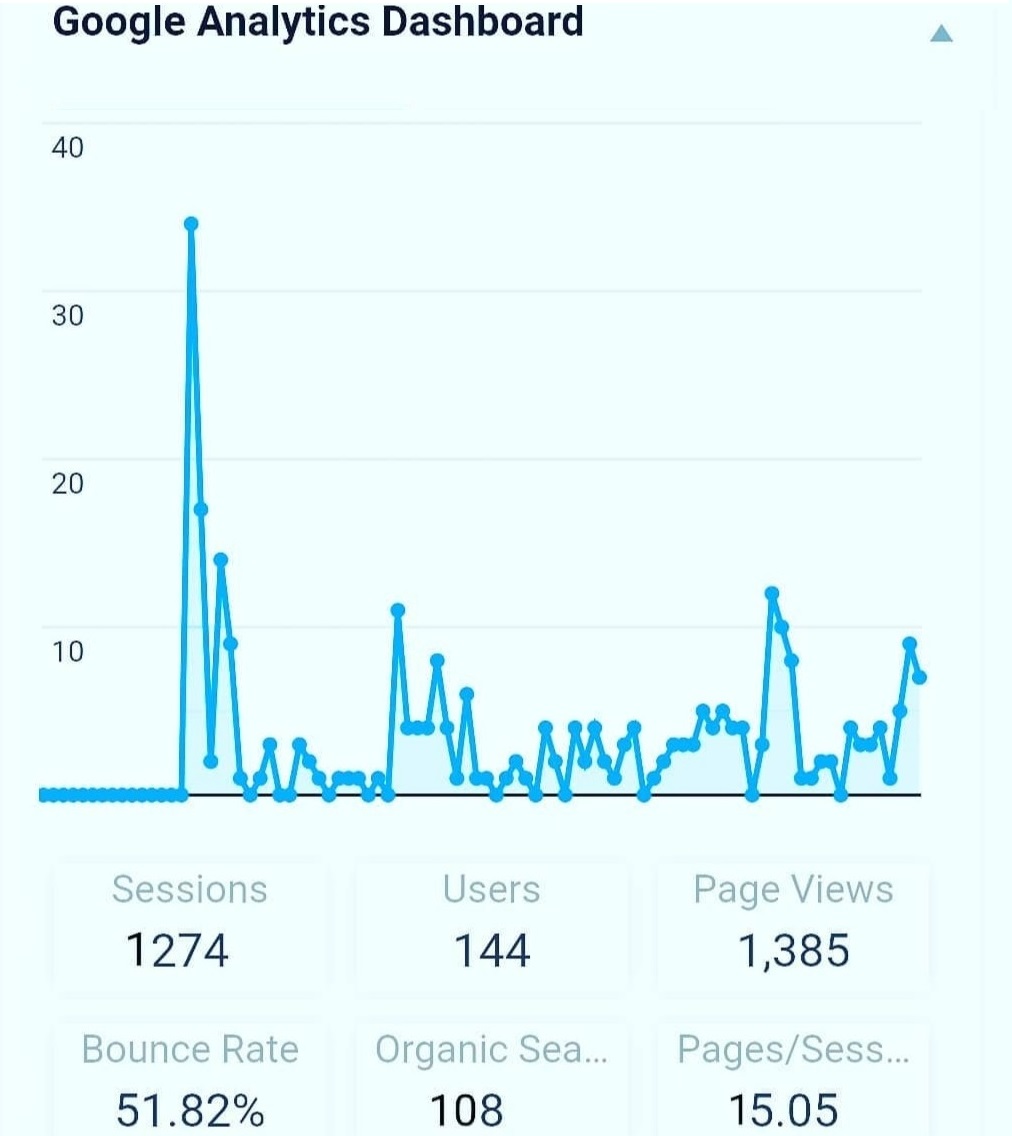 Google Analytics Dashboard
40
30
20
10
Sessions
1274
Users
144
Page Views
1,385
Bounce Rate
51.82%
Organic Sea...
108
Pages/Sess...
15.05